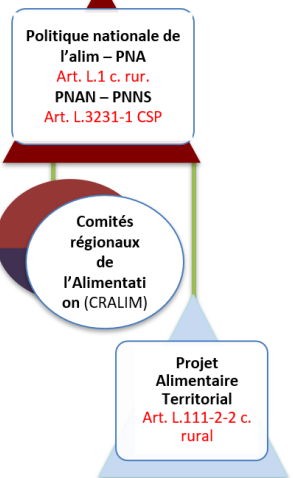 Politique nationale de
l'alim – PNA
Art. L.1 c. rur.
PNAN – PNNS
Art. L.3231-1 CSP
Comités
régionaux
de
l'Alimentati
on (CRALIM)
Projet
Alimentaire
Territorial
Art. L.111-2-2 c.
rural